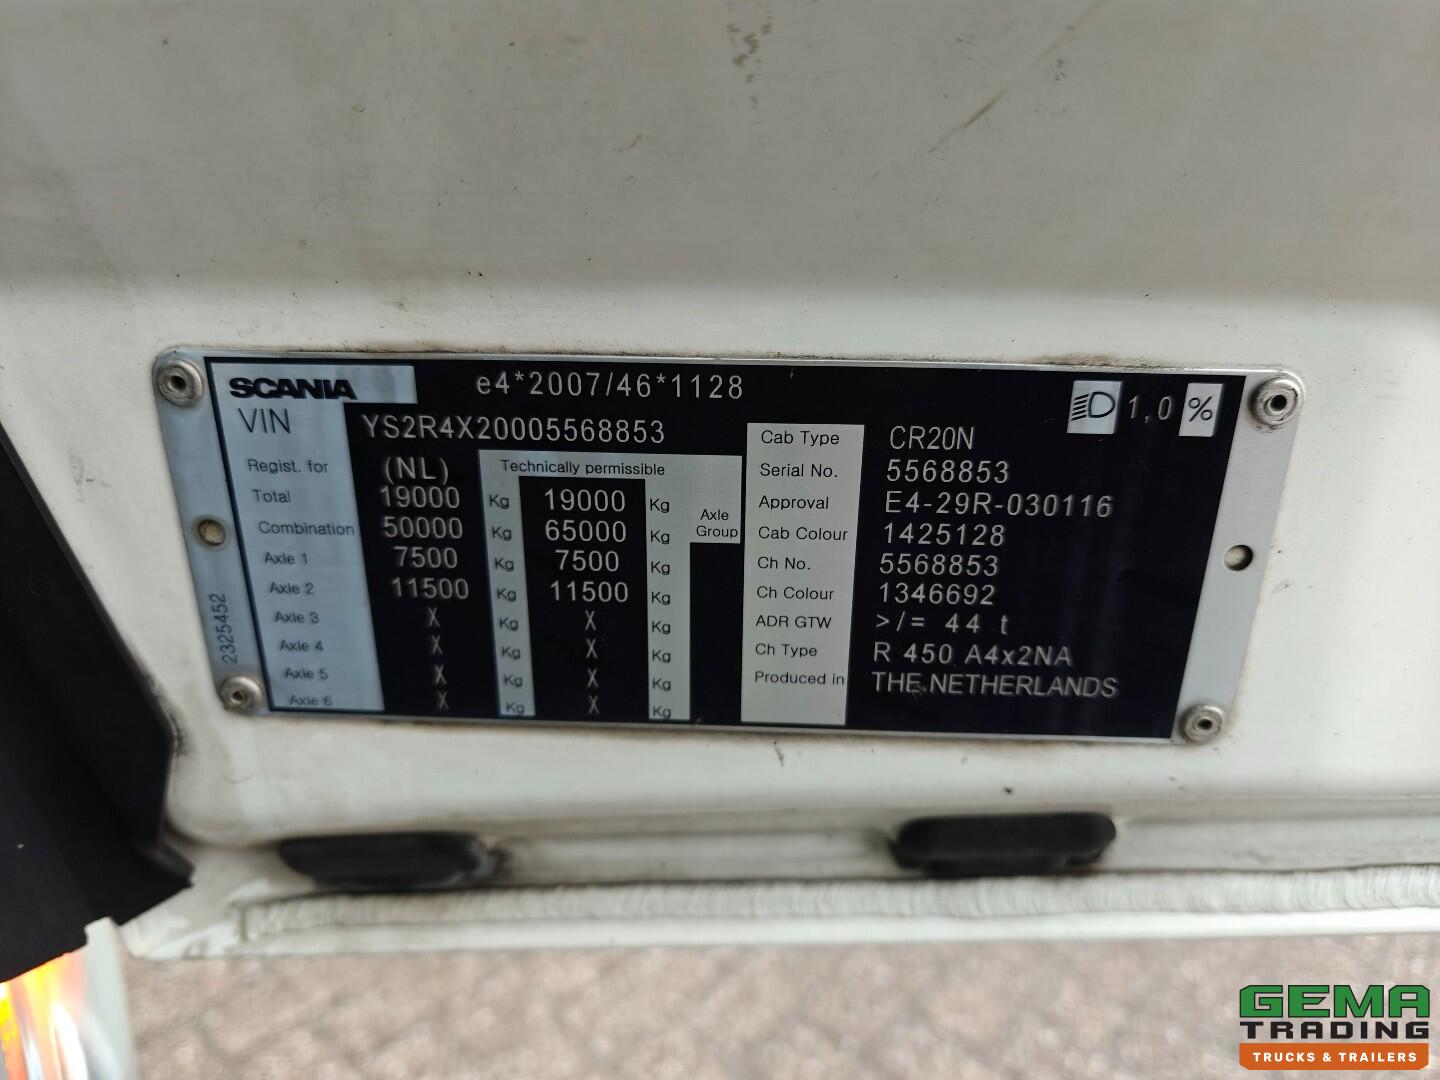 SCANIA e4*2007/46*1128
VIN YS2R4X20005568853 1,0 %
Regist. for (NL) Technically permissible
Total 19000 Kg 19000 Kg
Combination 50000 Kg 65000 Kg Axle Group
Axle 1 7500 Kg 7500 Kg
Axle 2 11500 Kg 11500 Kg
Axle 3 X Kg X Kg
Axle 4 X Kg X Kg
Axle 5 X Kg X Kg
Axle 6 X Kg X Kg
2325452
Cab Type CR20N
Serial No. 5568853
Approval E4-29R-030116
Cab Colour 1425128
Ch No. 5568853
Ch Colour 1346692
ADR GTW >/= 44 t
Ch Type R 450 A4x2NA
Produced in THE NETHERLANDS
GEMA
TRADING
TRUCKS & TRAILERS